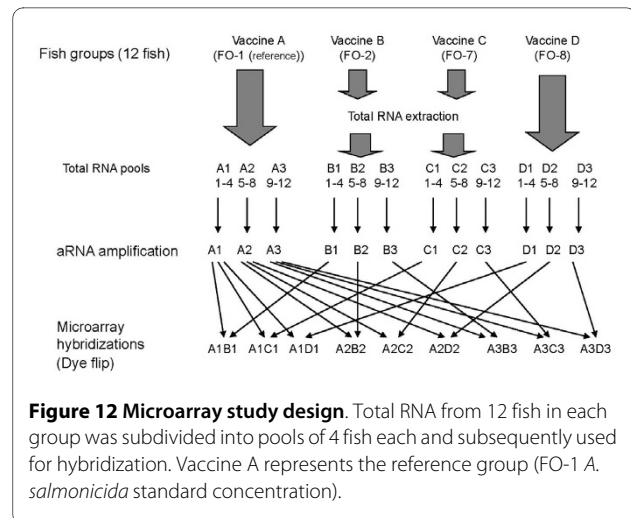 Fish groups (12 fish)
Vaccine A Vaccine B Vaccine C Vaccine D
(FO-1 (reference)) (FO-2) (FO-7) (FO-8)
Total RNA extraction
Total RNA pools
A1 A2 A3 B1 B2 B3 C1 C2 C3 D1 D2 D3
1-4 5-8 9-12 1-4 5-8 9-12 1-4 5-8 9-12 1-4 5-8 9-12
aRNA amplification A1 A2 A3 B1 B2 B3 C1 C2 C3 D1 D2 D3
Microarray
hybridizations
(Dye flip)
A1B1 A1C1 A1D1 A2B2 A2C2 A2D2 A3B3 A3C3 A3D3
Figure 12 Microarray study design. Total RNA from 12 fish in each
group was subdivided into pools of 4 fish each and subsequently used
for hybridization. Vaccine A represents the reference group (FO-1 A.
salmonicida standard concentration).